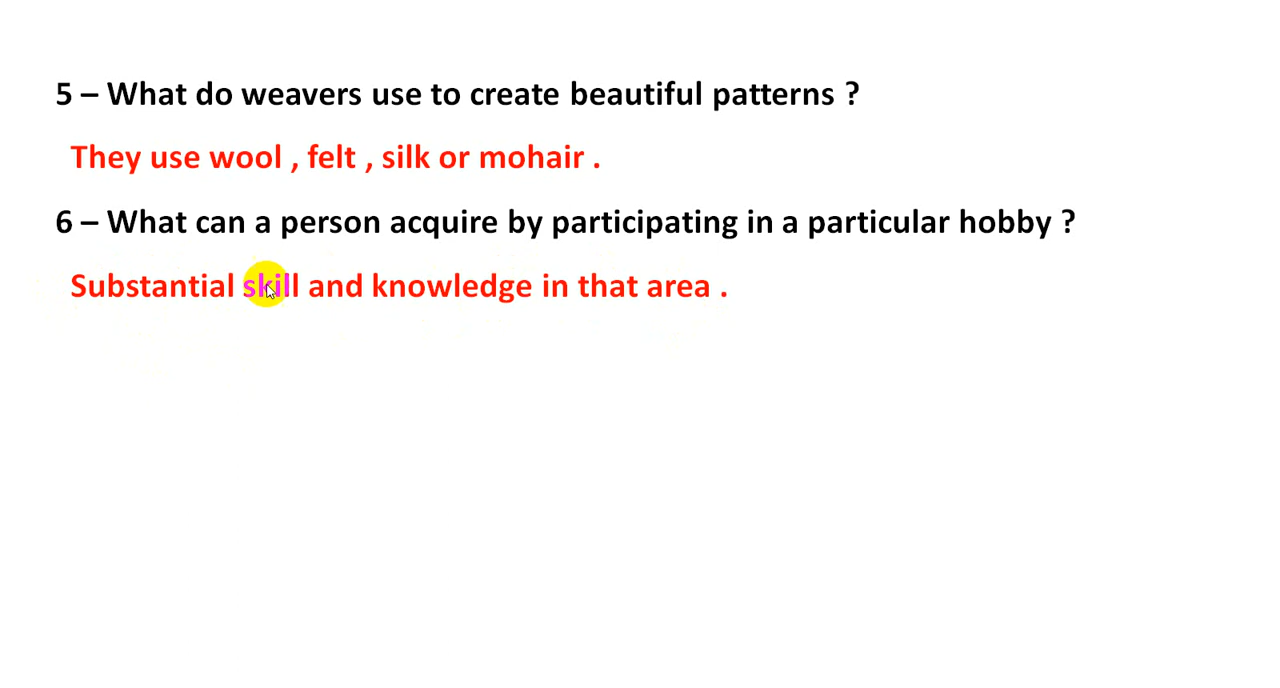 5 – What do weavers use to create beautiful patterns ?
They use wool , felt , silk or mohair .
6 – What can a person acquire by participating in a particular hobby ?
Substantial skill and knowledge in that area .